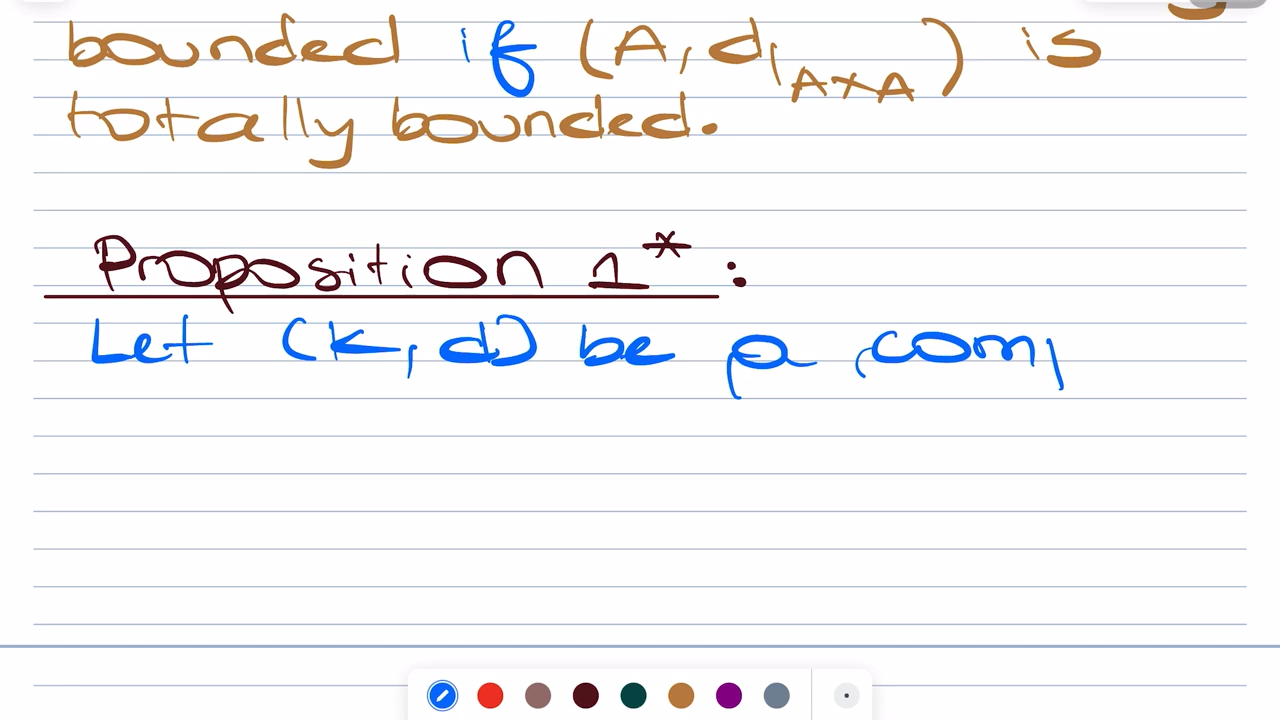 bounded if (A, d|A×A) is
totally bounded.
Proposition 1* :
Let (K, d) be a com